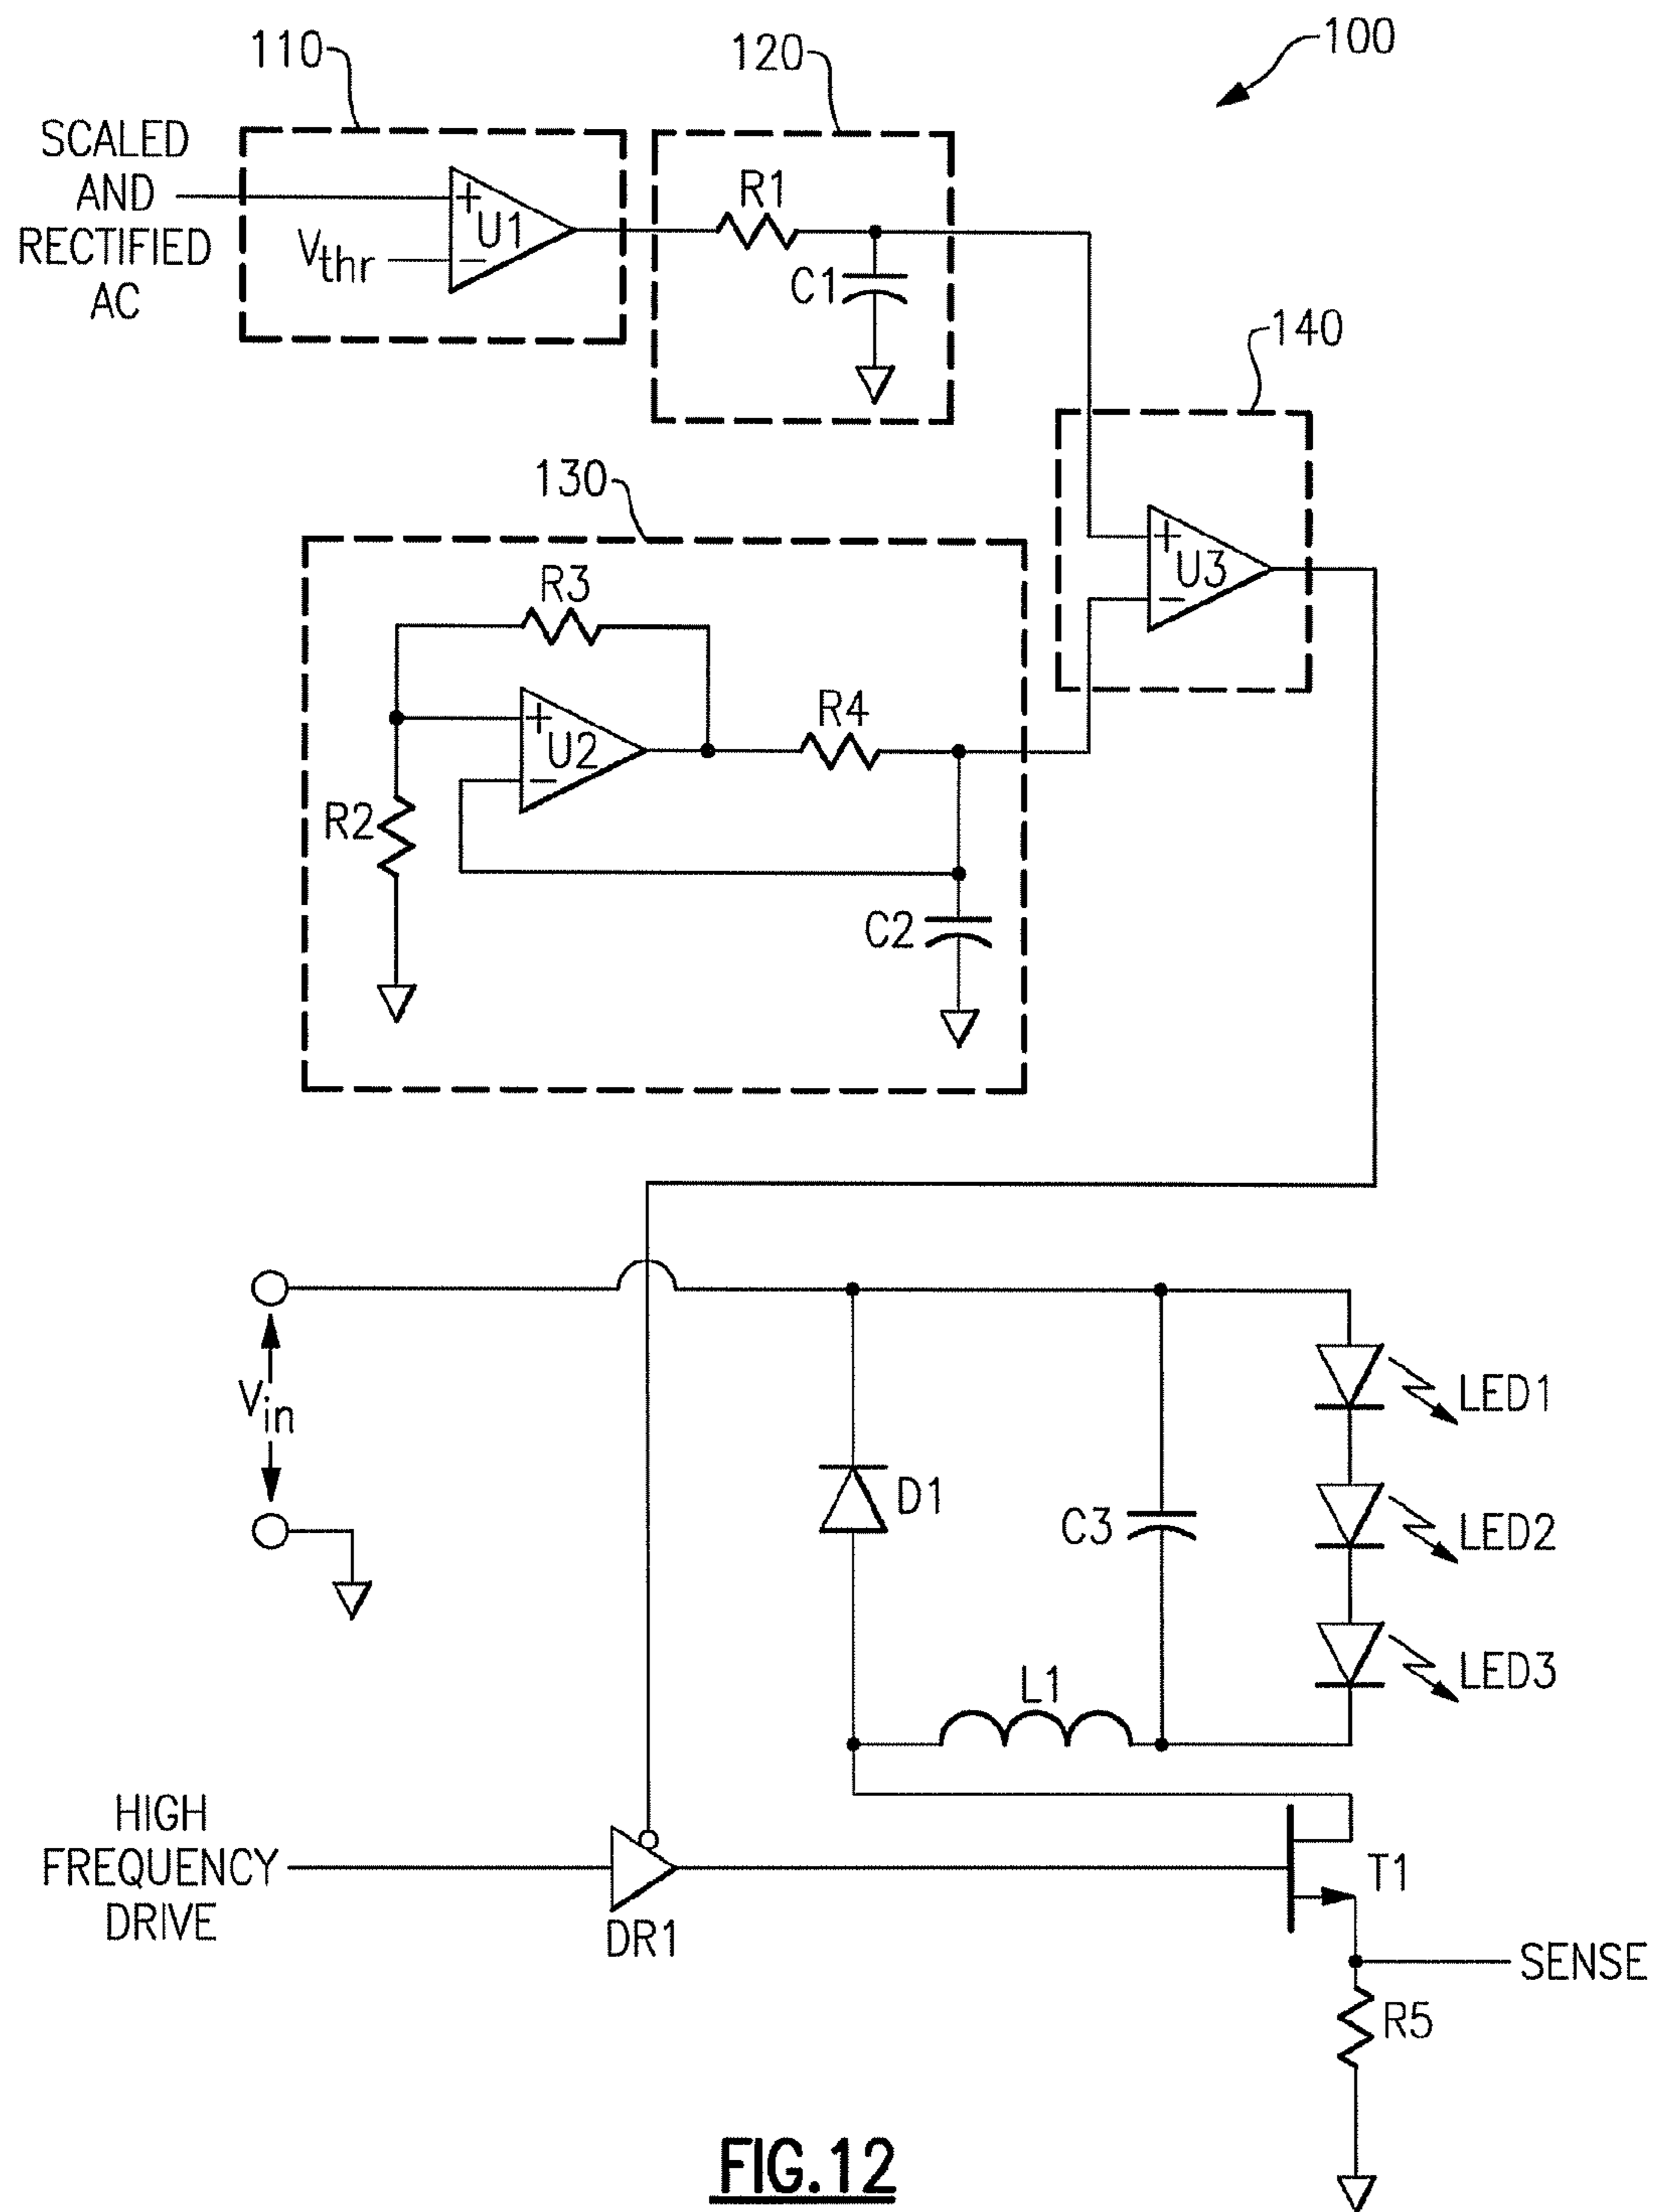 110
120
100
SCALED
AND
RECTIFIED
AC
+
U1
−
Vthr
R1
C1
140
130
+
U3
−
R3
+
U2
−
R4
R2
C2
Vin
D1
C3
LED1
LED2
LED3
L1
HIGH
FREQUENCY
DRIVE
DR1
T1
SENSE
R5
FIG.12